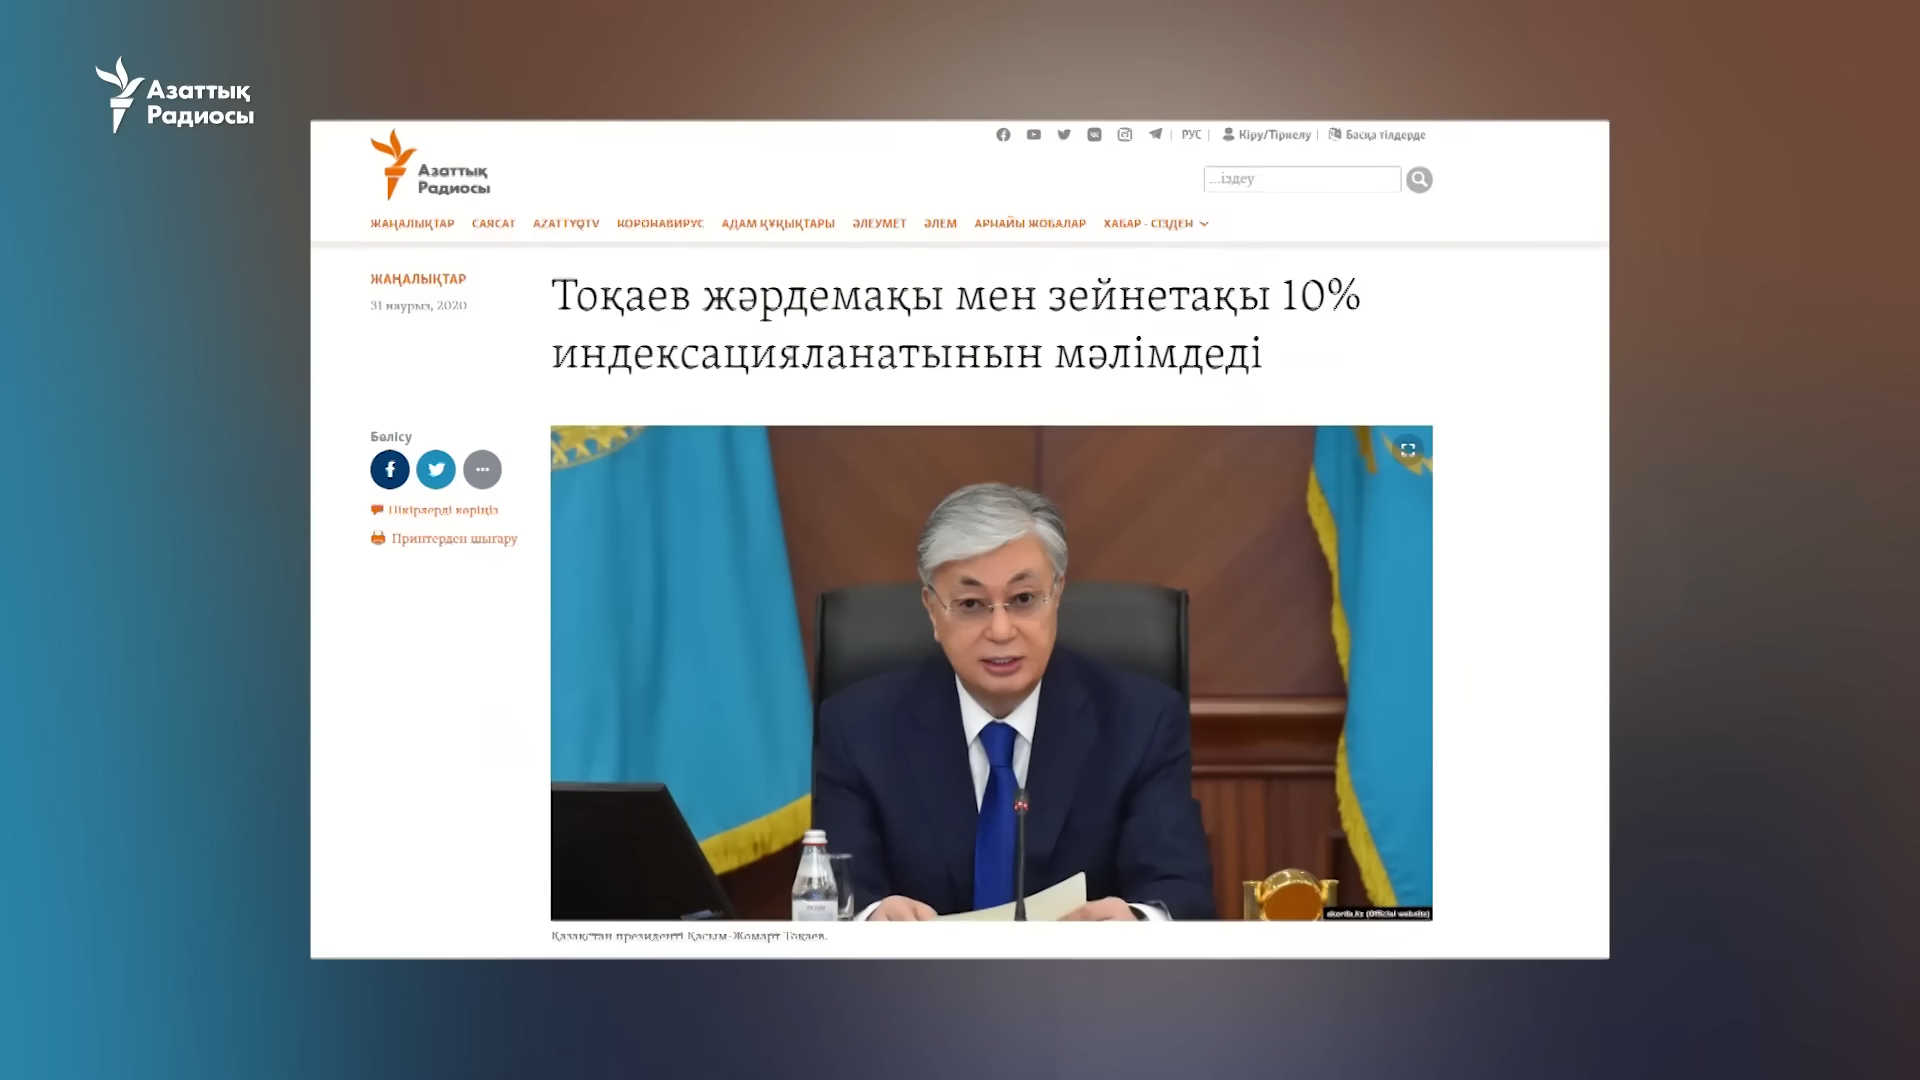 Азаттық
Радиосы
Азаттық
Радиосы
РУС
Кіру/Тіркелу
Басқа тілдерде
...іздеу
ЖАҢАЛЫҚТАР
САЯСАТ
AZATTYQTV
КОРОНАВИРУС
АДАМ ҚҰҚЫҚТАРЫ
ӘЛЕУМЕТ
ӘЛЕМ
АРНАЙЫ ЖОБАЛАР
ХАБАР - СІЗДЕН
ЖАҢАЛЫҚТАР
31 наурыз, 2020
Тоқаев жәрдемақы мен зейнетақы 10%
индексацияланатынын мәлімдеді
Бөлісу
Пікірлерді көріңіз
Принтерден шығару
akorda.kz (Official website)
Қазақстан президенті Қасым-Жомарт Тоқаев.